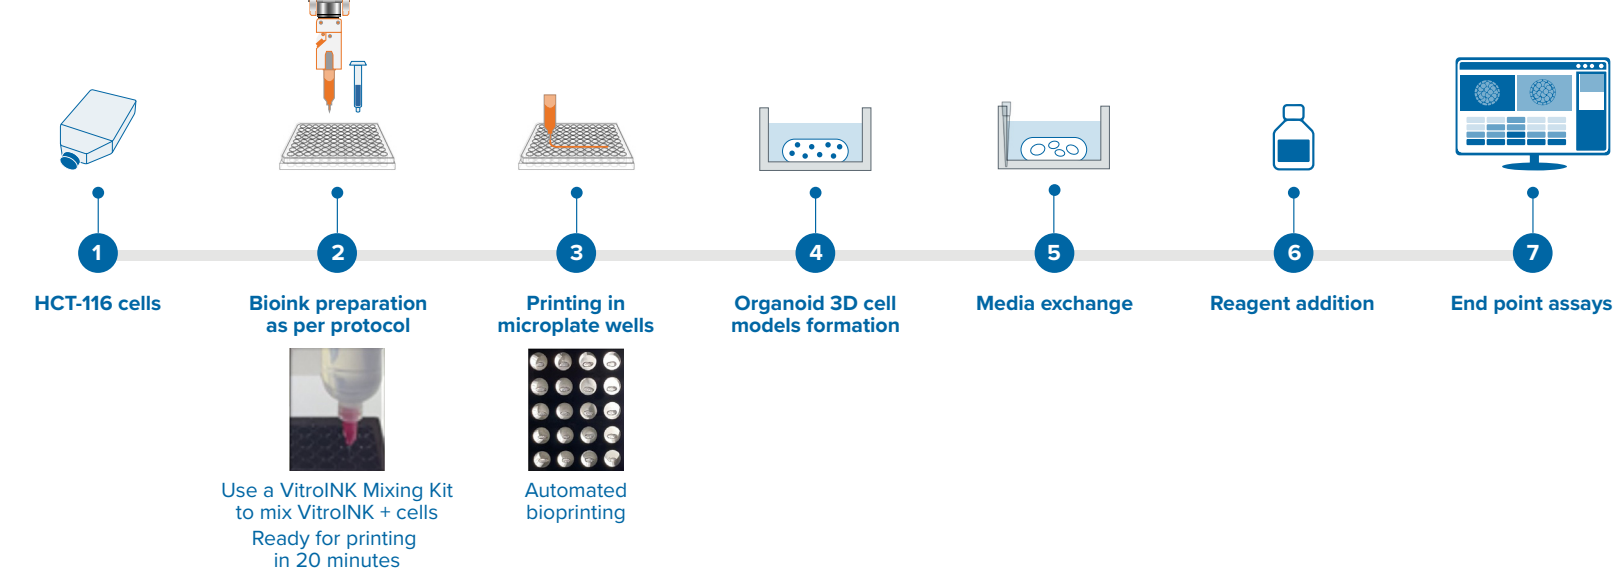 1
HCT-116 cells
2
Bioink preparation
as per protocol
Use a VitroINK Mixing Kit
to mix VitroINK + cells
Ready for printing
in 20 minutes
3
Printing in
microplate wells
Automated
bioprinting
4
Organoid 3D cell
models formation
5
Media exchange
6
Reagent addition
7
End point assays